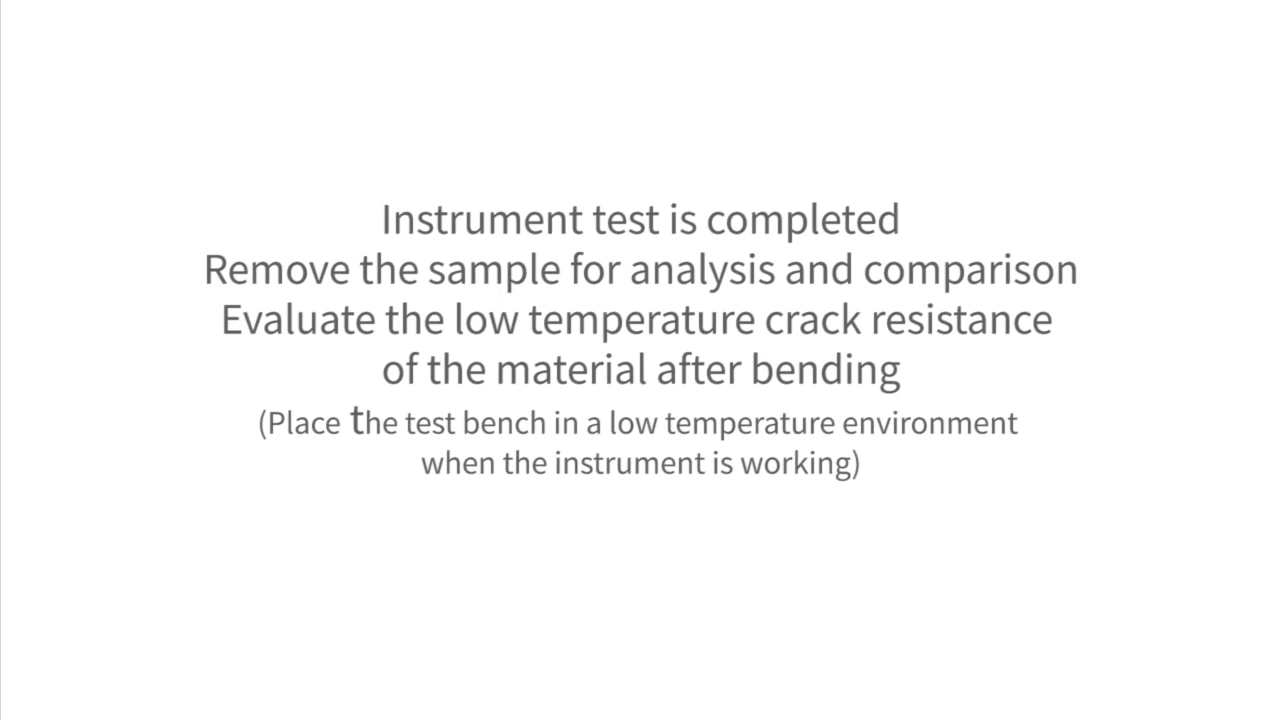 Instrument test is completed
Remove the sample for analysis and comparison
Evaluate the low temperature crack resistance
of the material after bending
(Place the test bench in a low temperature environment
when the instrument is working)